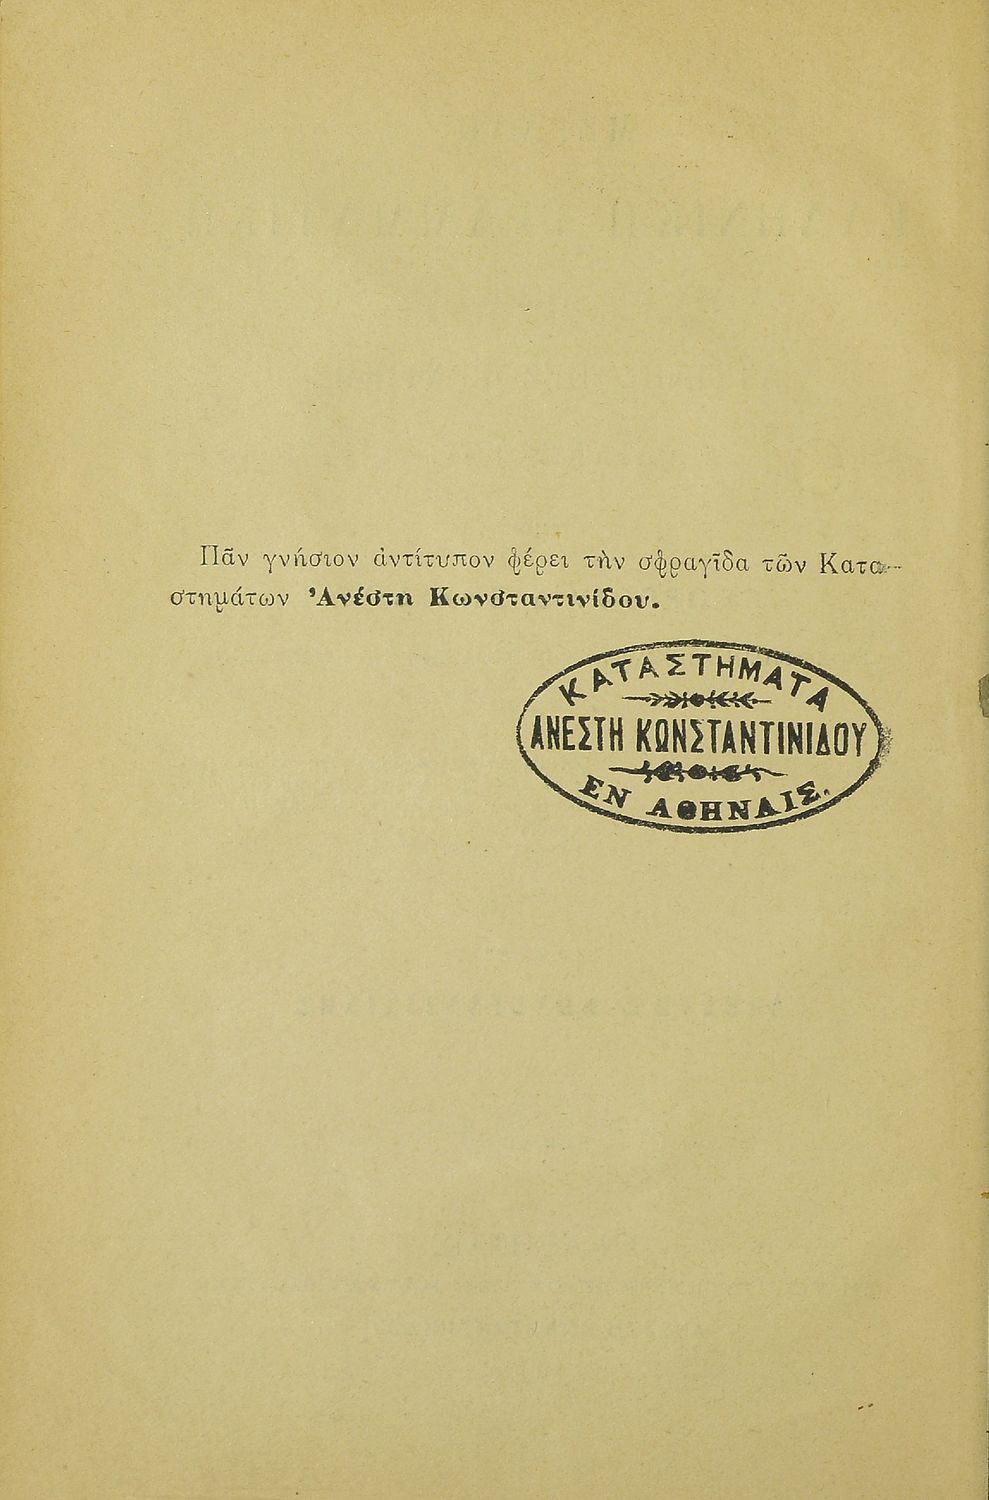 Πᾶν γνήσιον ἀντίτυπον φέρει τὴν σφραγῖδα τῶν Κατα-
στημάτων Ἀνέστη Κωνσταντινίδου.
ΚΑΤΑΣΤΗΜΑΤΑ
ΑΝΕΣΤΗ ΚΩΝΣΤΑΝΤΙΝΙΔΟΥ
ΕΝ ΑΘΗΝΑΙΣ.